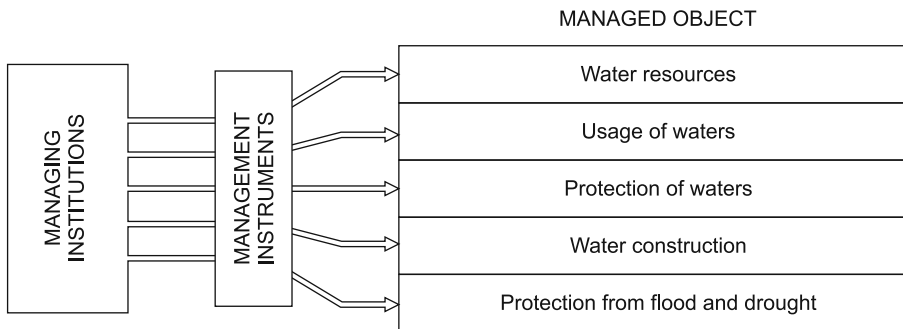 MANAGED OBJECT
MANAGING
INSTITUTIONS
MANAGEMENT
INSTRUMENTS
Water resources
Usage of waters
Protection of waters
Water construction
Protection from flood and drought